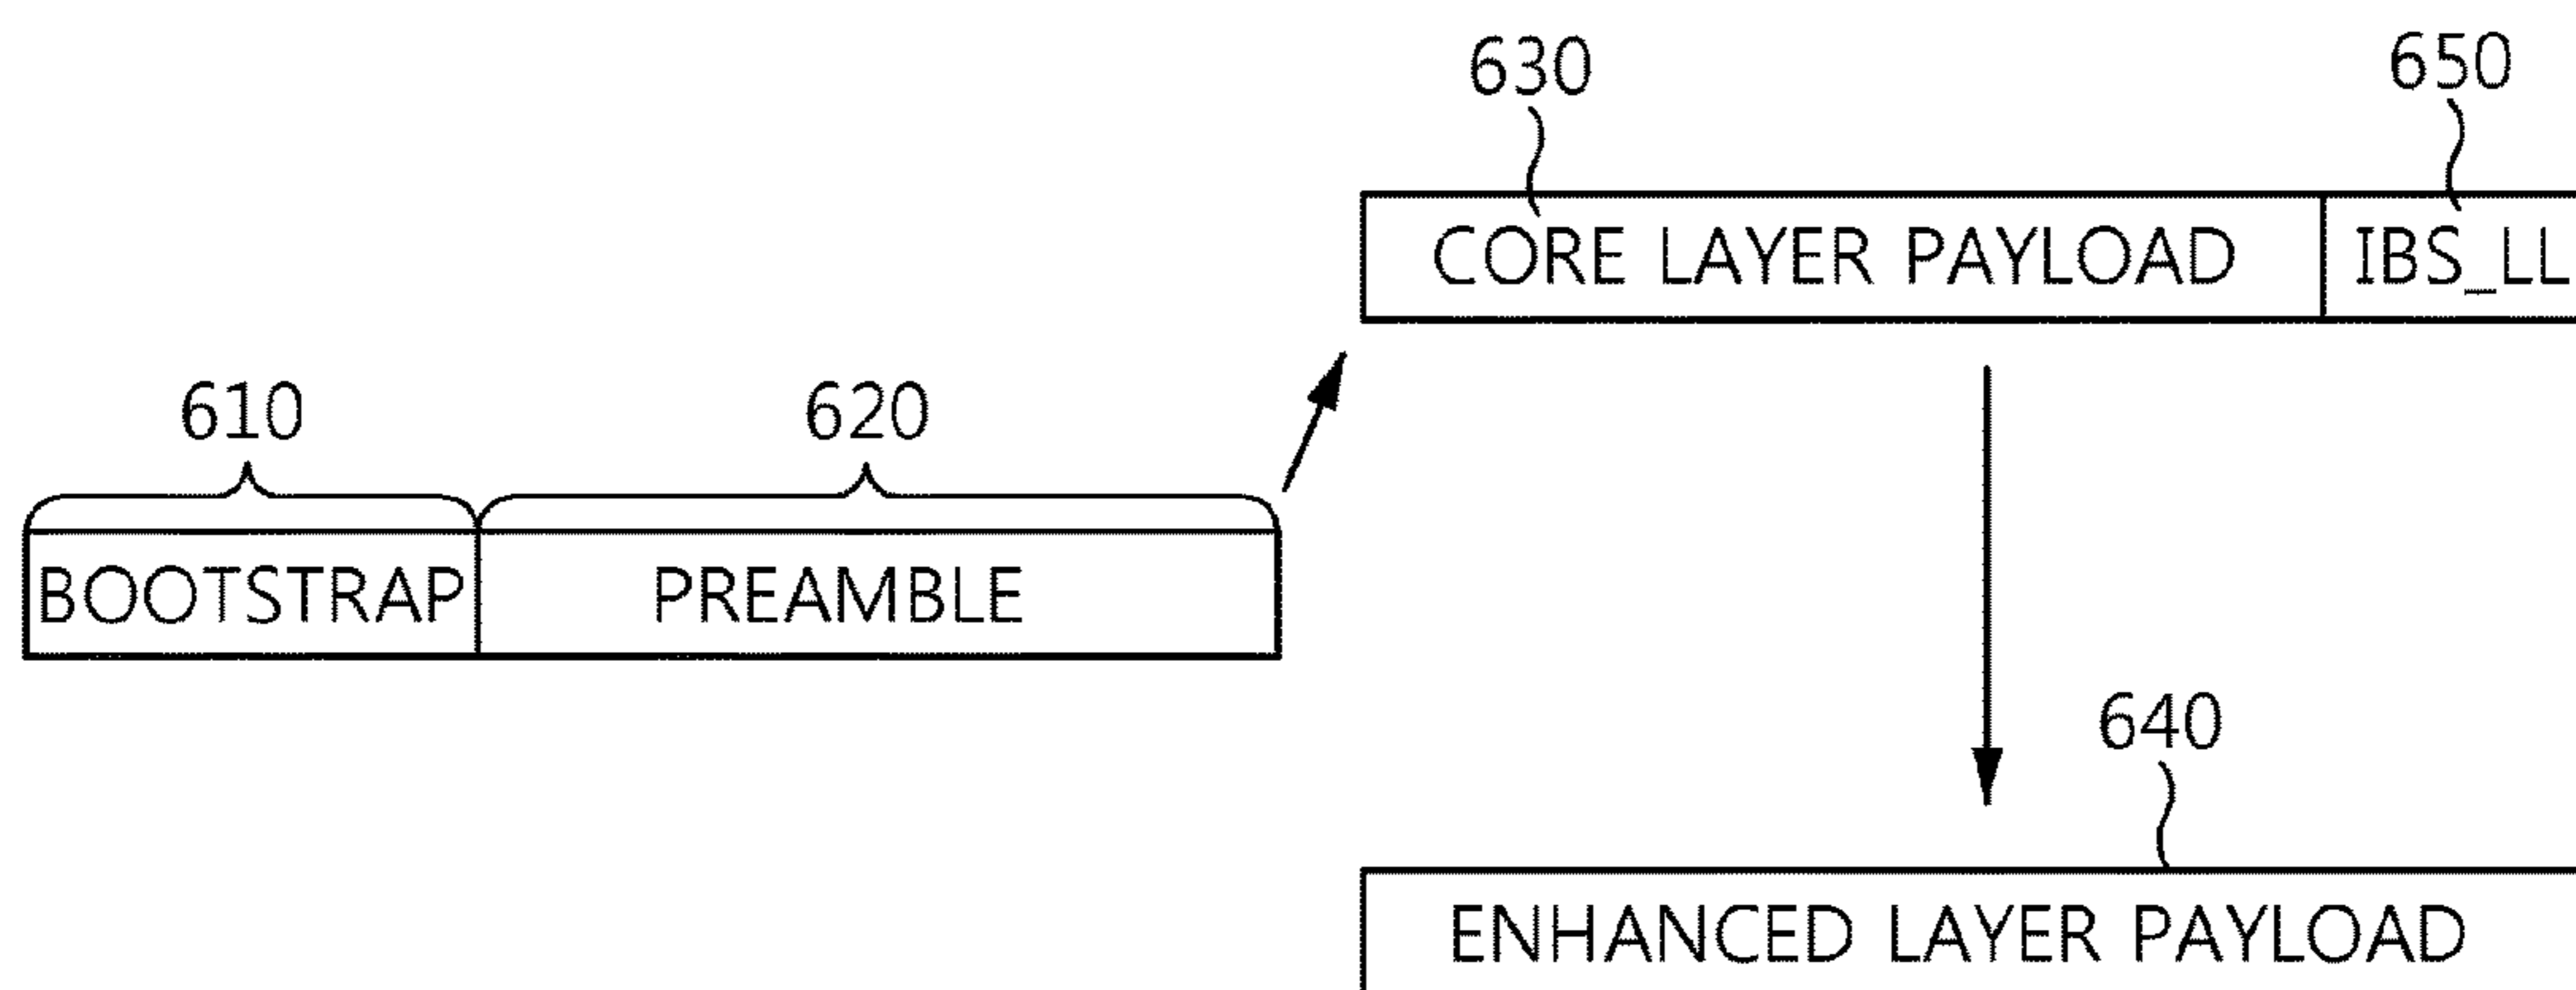 630
650
CORE LAYER PAYLOAD
IBS_LL
610
620
BOOTSTRAP
PREAMBLE
640
ENHANCED LAYER PAYLOAD